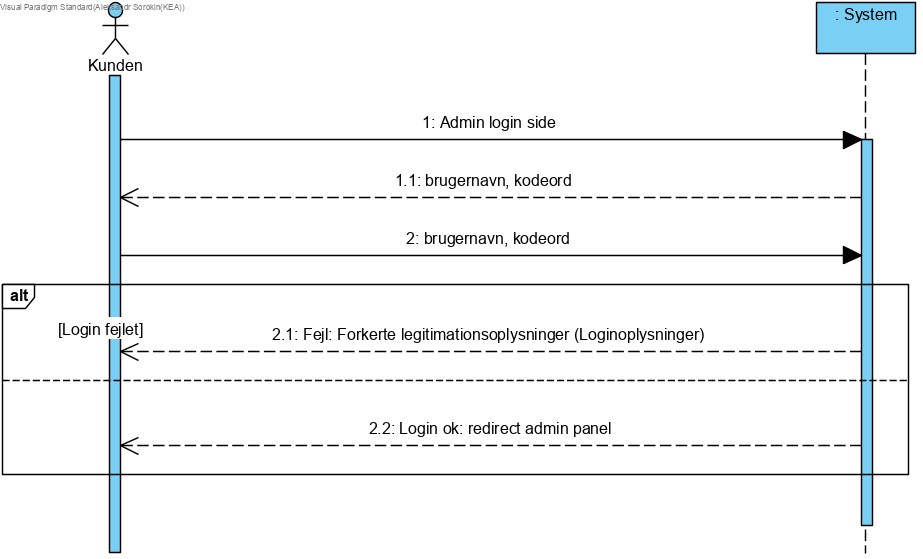 Visual Paradigm Standard(Aleksandr Sorokin(KEA))
: System
Kunden
1: Admin login side
1.1: brugernavn, kodeord
2: brugernavn, kodeord
alt
[Login fejlet]
2.1: Fejl: Forkerte legitimationsoplysninger (Loginoplysninger)
2.2: Login ok: redirect admin panel